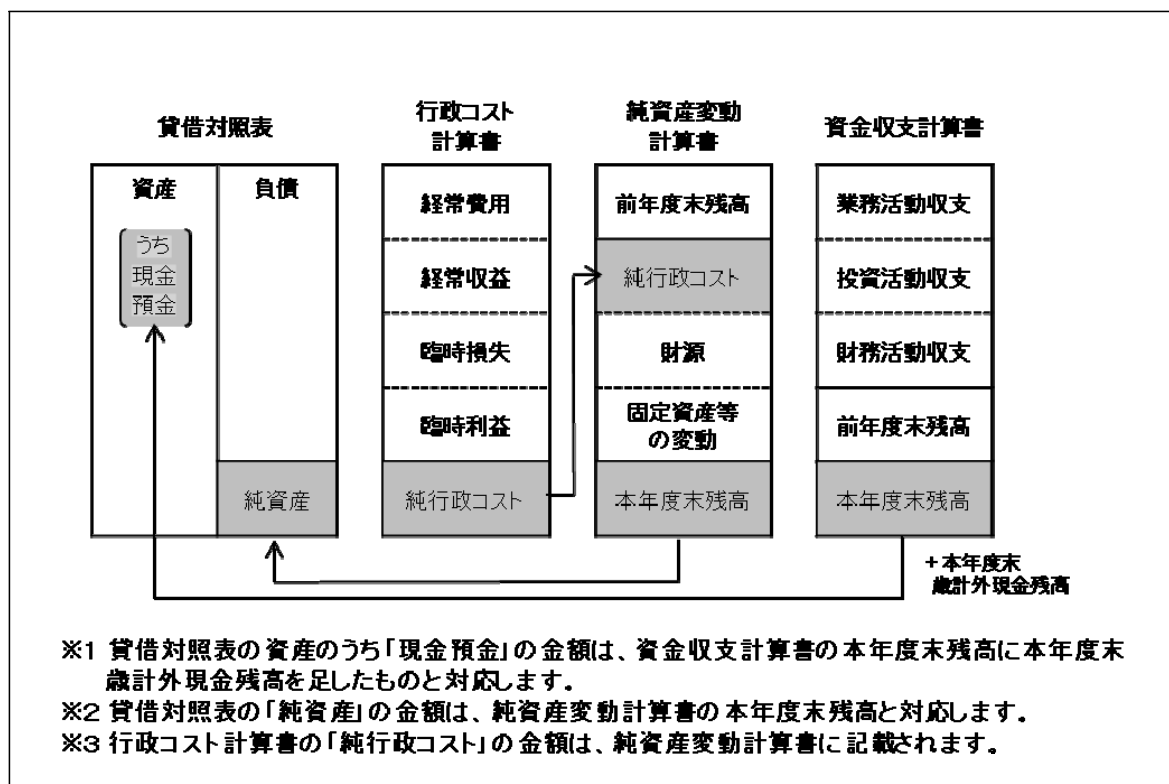 貸借対照表
行政コスト
計算書
純資産変動
計算書
資金収支計算書
資産
負債
うち
現金
預金
純資産
経常費用
経常収益
臨時損失
臨時利益
純行政コスト
前年度末残高
純行政コスト
財源
固定資産等
の変動
本年度末残高
業務活動収支
投資活動収支
財務活動収支
前年度末残高
本年度末残高
+本年度末
歳計外現金残高
※1 貸借対照表の資産のうち「現金預金」の金額は、資金収支計算書の本年度末残高に本年度末
歳計外現金残高を足したものと対応します。
※2 貸借対照表の「純資産」の金額は、純資産変動計算書の本年度末残高と対応します。
※3 行政コスト計算書の「純行政コスト」の金額は、純資産変動計算書に記載されます。